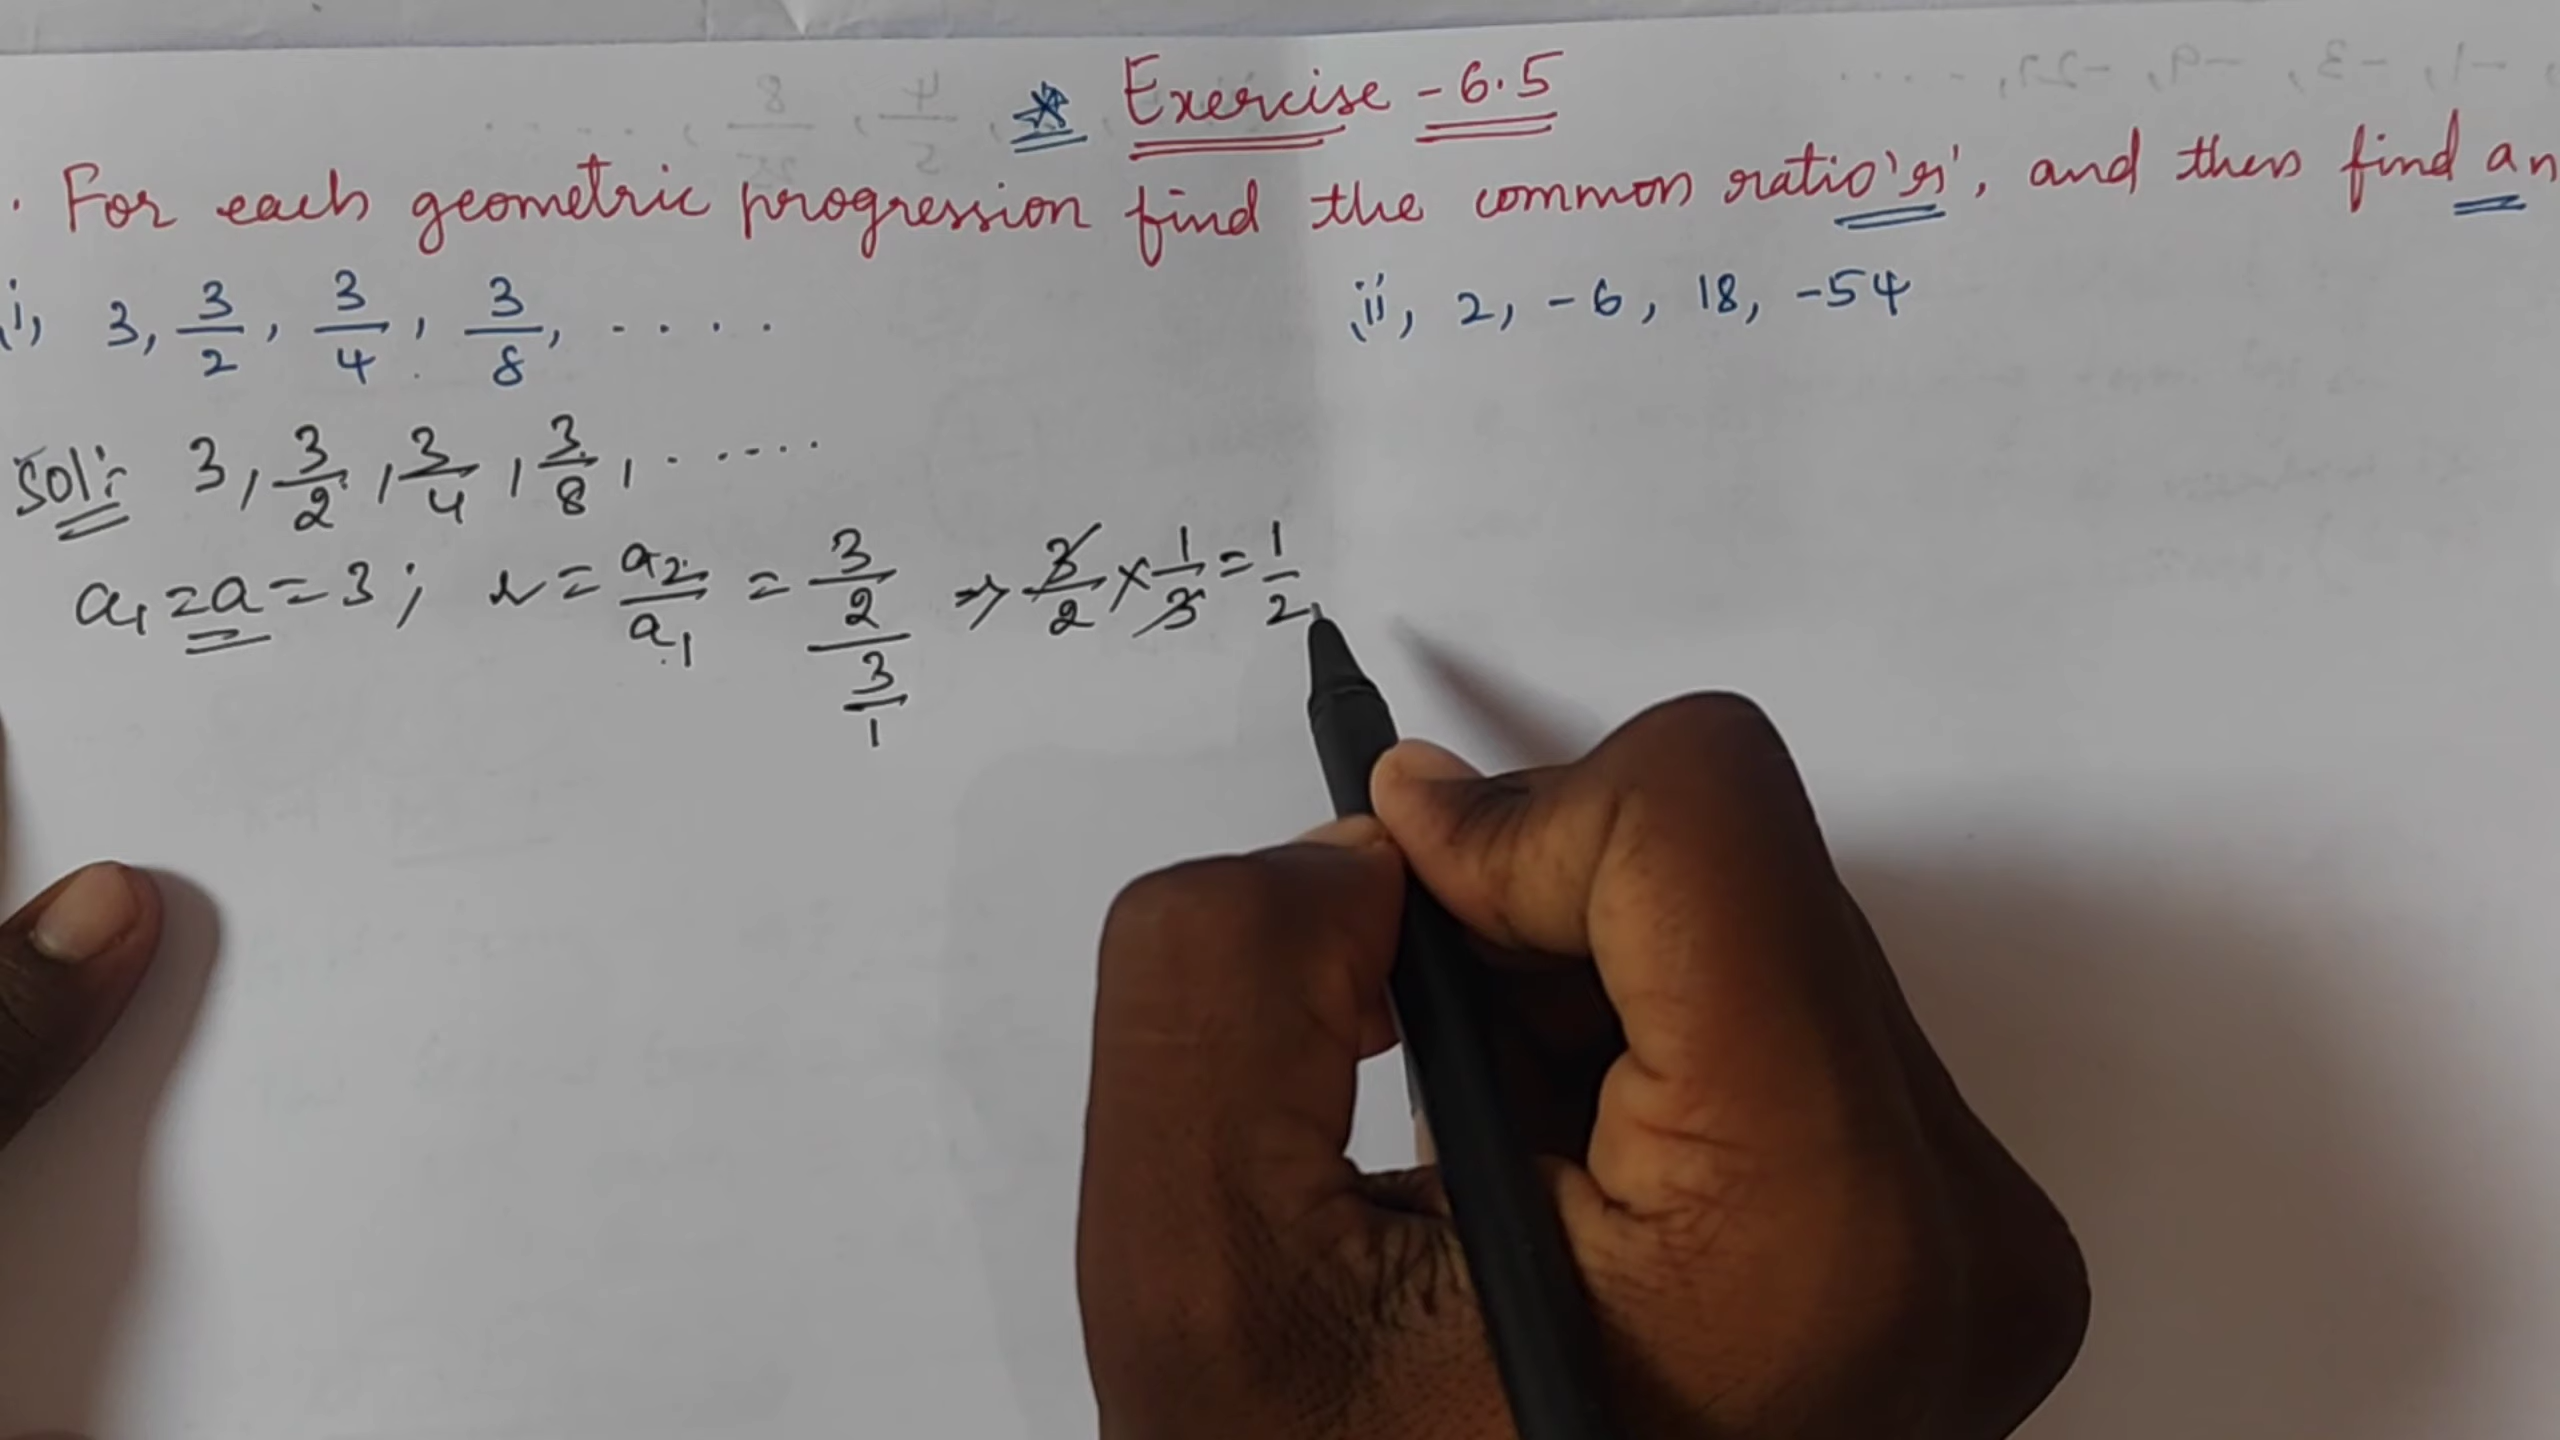 * Exercise - 6.5
. For each geometric progression find the common ratio 'r', and then find an
i, 3, 3/2, 3/4, 3/8, ....
ii, 2, -6, 18, -54
Sol: 3, 3/2, 3/4, 3/8, ......
a₁ = a = 3; r = a₂/a₁ = (3/2)/(3/1) ⇒ 3/2 × 1/3 = 1/2